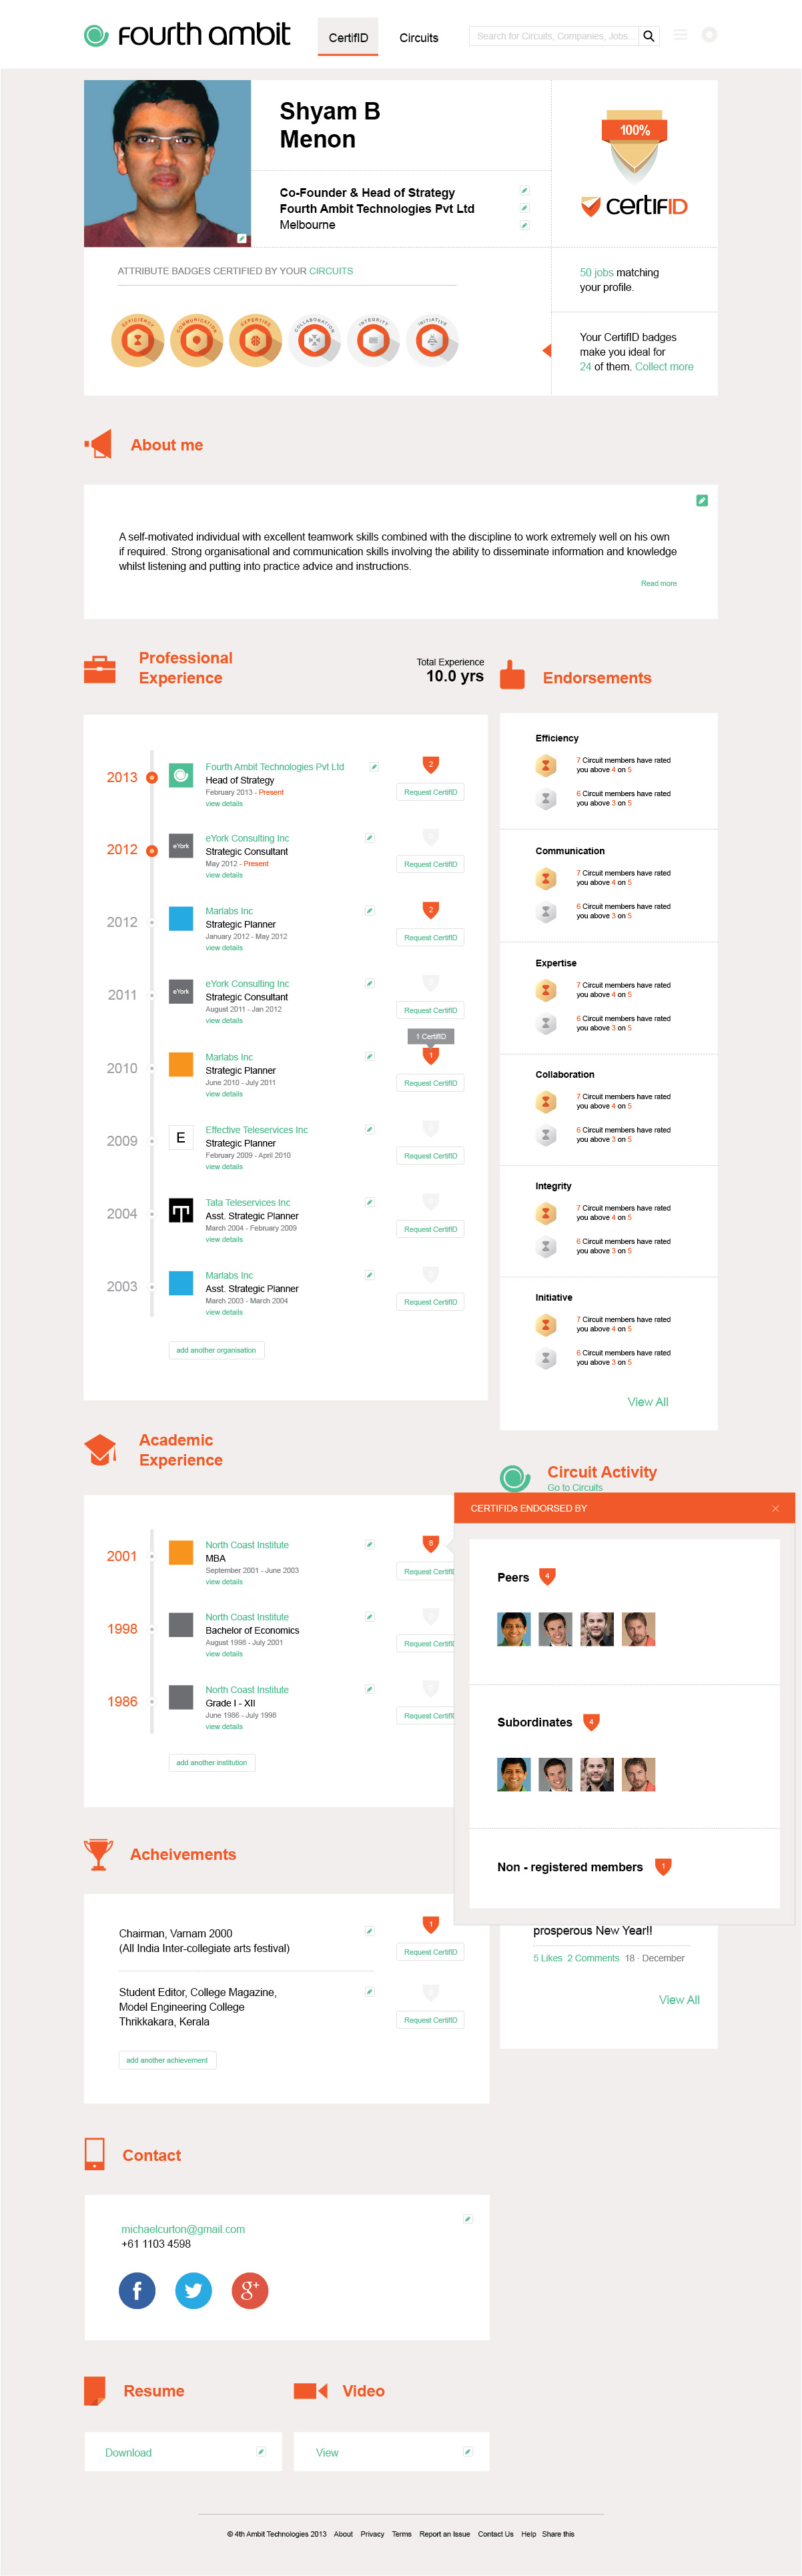 fourth ambit
CertifID
Circuits
Search for Circuits, Companies, Jobs...
Shyam B
Menon
Co-Founder & Head of Strategy
Fourth Ambit Technologies Pvt Ltd
Melbourne
100%
certifID
ATTRIBUTE BADGES CERTIFIED BY YOUR CIRCUITS
EFFICIENCY
COMMUNICATION
EXPERTISE
COLLABORATION
INTEGRITY
INITIATIVE
50 jobs matching
your profile.
Your CertifID badges
make you ideal for
24 of them. Collect more
About me
A self-motivated individual with excellent teamwork skills combined with the discipline to work extremely well on his own
if required. Strong organisational and communication skills involving the ability to disseminate information and knowledge
whilst listening and putting into practice advice and instructions.
Read more
Professional
Experience
Total Experience
10.0 yrs
2013
Fourth Ambit Technologies Pvt Ltd
Head of Strategy
February 2013 - Present
view details
2
Request CertifID
2012
eYork
eYork Consulting Inc
Strategic Consultant
May 2012 - Present
view details
Request CertifID
2012
Marlabs Inc
Strategic Planner
January 2012 - May 2012
view details
2
Request CertifID
2011
eYork
eYork Consulting Inc
Strategic Consultant
August 2011 - Jan 2012
view details
Request CertifID
2010
Marlabs Inc
Strategic Planner
June 2010 - July 2011
view details
1 CertifID
1
Request CertifID
2009
E
Effective Teleservices Inc
Strategic Planner
February 2009 - April 2010
view details
Request CertifID
2004
Tata Teleservices Inc
Asst. Strategic Planner
March 2004 - February 2009
view details
Request CertifID
2003
Marlabs Inc
Asst. Strategic Planner
March 2003 - March 2004
view details
Request CertifID
add another organisation
Endorsements
Efficiency
7 Circuit members have rated
you above 4 on 5
6 Circuit members have rated
you above 3 on 5
Communication
7 Circuit members have rated
you above 4 on 5
6 Circuit members have rated
you above 3 on 5
Expertise
7 Circuit members have rated
you above 4 on 5
6 Circuit members have rated
you above 3 on 5
Collaboration
7 Circuit members have rated
you above 4 on 5
6 Circuit members have rated
you above 3 on 5
Integrity
7 Circuit members have rated
you above 4 on 5
6 Circuit members have rated
you above 3 on 5
Initiative
7 Circuit members have rated
you above 4 on 5
6 Circuit members have rated
you above 3 on 5
View All
Academic
Experience
2001
North Coast Institute
MBA
September 2001 - June 2003
view details
8
Request
1998
North Coast Institute
Bachelor of Economics
August 1998 - July 2001
view details
Request
1986
North Coast Institute
Grade I - XII
June 1986 - July 1998
view details
Request
add another institution
Circuit Activity
Go to Circuits
CERTIFIDs ENDORSED BY
Peers 4
Subordinates 4
Non - registered members 1
prosperous New Year!!
5 Likes 2 Comments 18 - December
View All
Acheivements
Chairman, Varnam 2000
(All India Inter-collegiate arts festival)
1
Request CertifID
Student Editor, College Magazine,
Model Engineering College
Thrikkakara, Kerala
Request CertifID
add another achievement
Contact
michaelcurton@gmail.com
+61 1103 4598
f
g+
Resume
Video
Download
View
© 4th Ambit Technologies 2013 About Privacy Terms Report an Issue Contact Us Help Share this